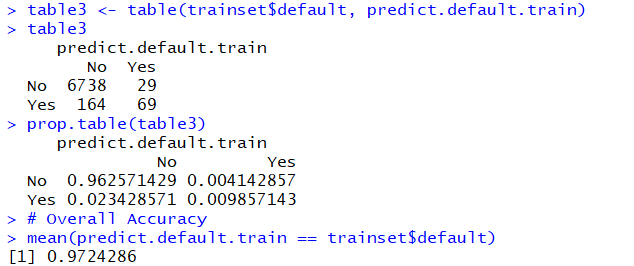 > table3 <- table(trainset$default, predict.default.train)
> table3
     predict.default.train
        No  Yes
  No  6738   29
  Yes  164   69
> prop.table(table3)
     predict.default.train
               No         Yes
  No  0.962571429 0.004142857
  Yes 0.023428571 0.009857143
> # Overall Accuracy
> mean(predict.default.train == trainset$default)
[1] 0.9724286